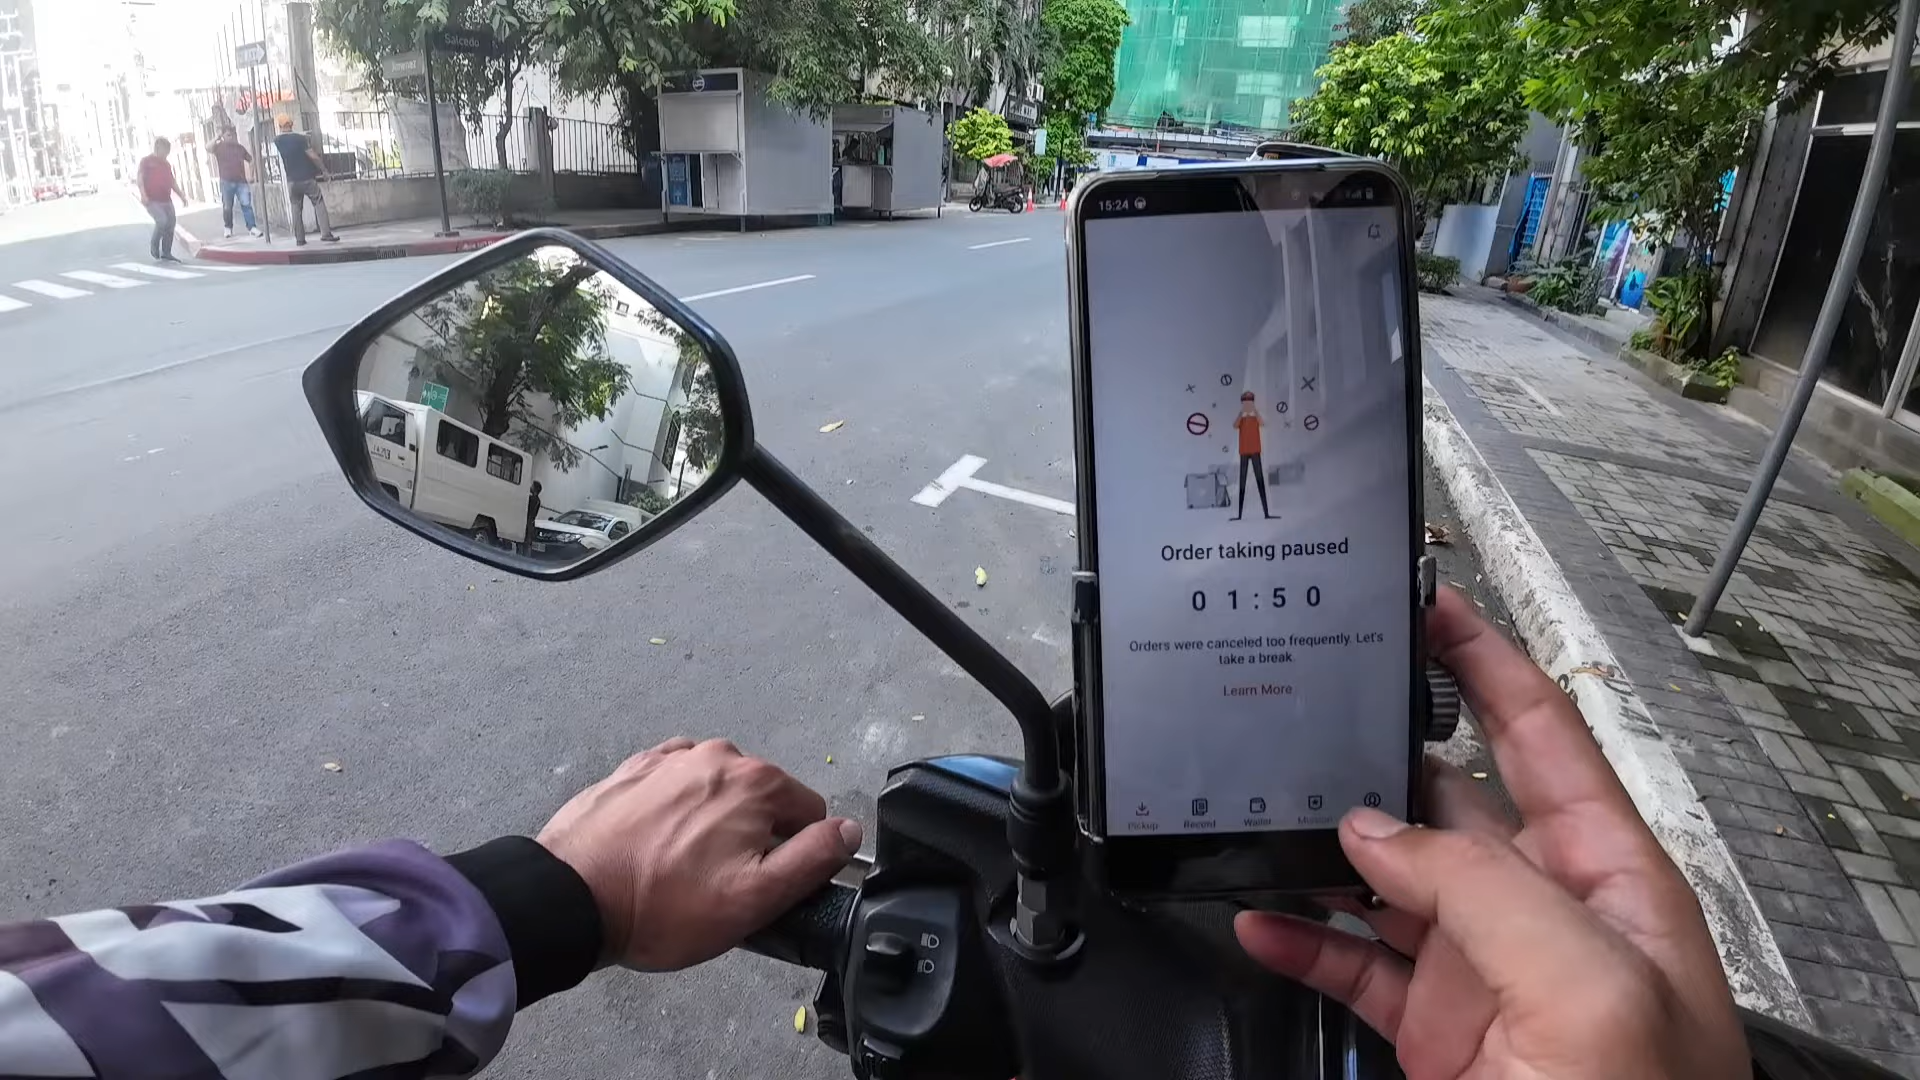 Salcedo
15:24
Order taking paused
01:50
Orders were canceled too frequently. Let's
take a break.
Learn More
Pickup
Record
Wallet
Mission